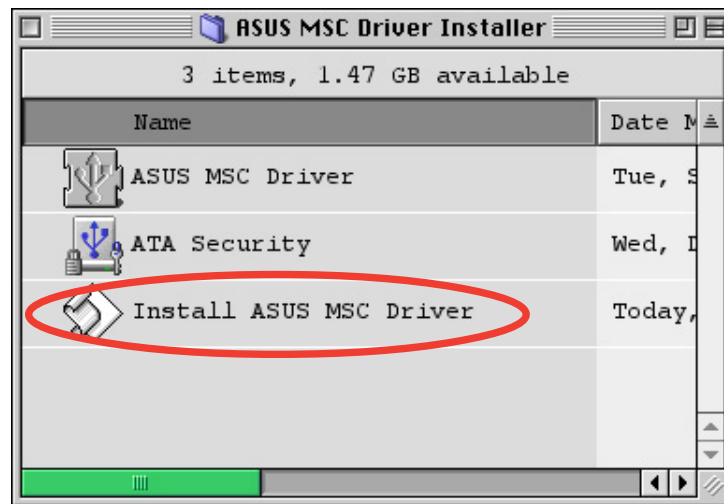 ASUS MSC Driver Installer
3 items, 1.47 GB available
Name Date
ASUS MSC Driver Tue,
ATA Security Wed,
Install ASUS MSC Driver Today,